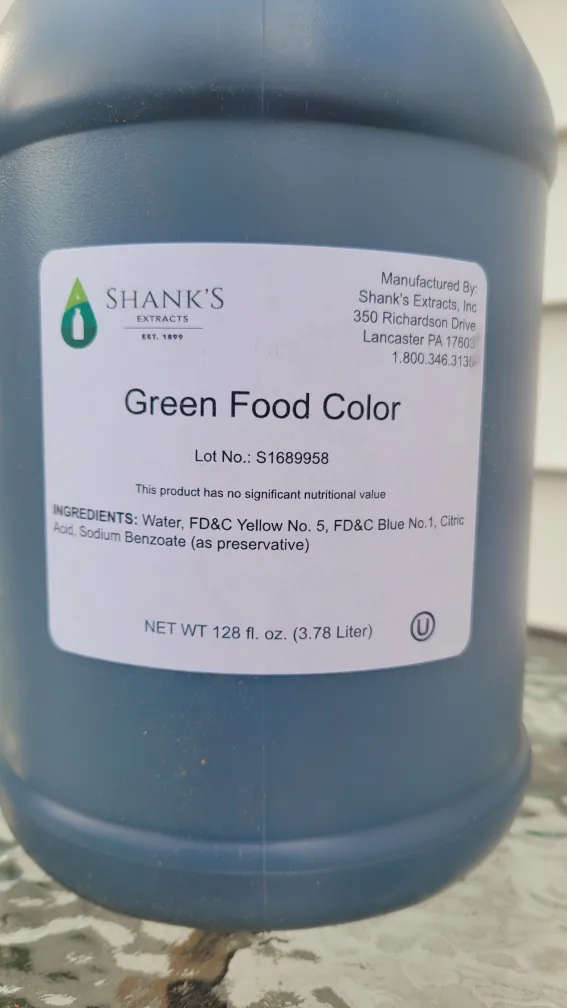 SHANK'S
EXTRACTS
EST. 1899
Manufactured By:
Shank's Extracts, Inc
350 Richardson Drive
Lancaster PA
Green Food Color
Lot No.: S1689958
This product has no significant nutritional value
INGREDIENTS: Water, FD&C Yellow No. 5, FD&C Blue No.1, Citric
Acid, Sodium Benzoate (as preservative)
NET WT 128 fl. oz. (3.78 Liter)
U